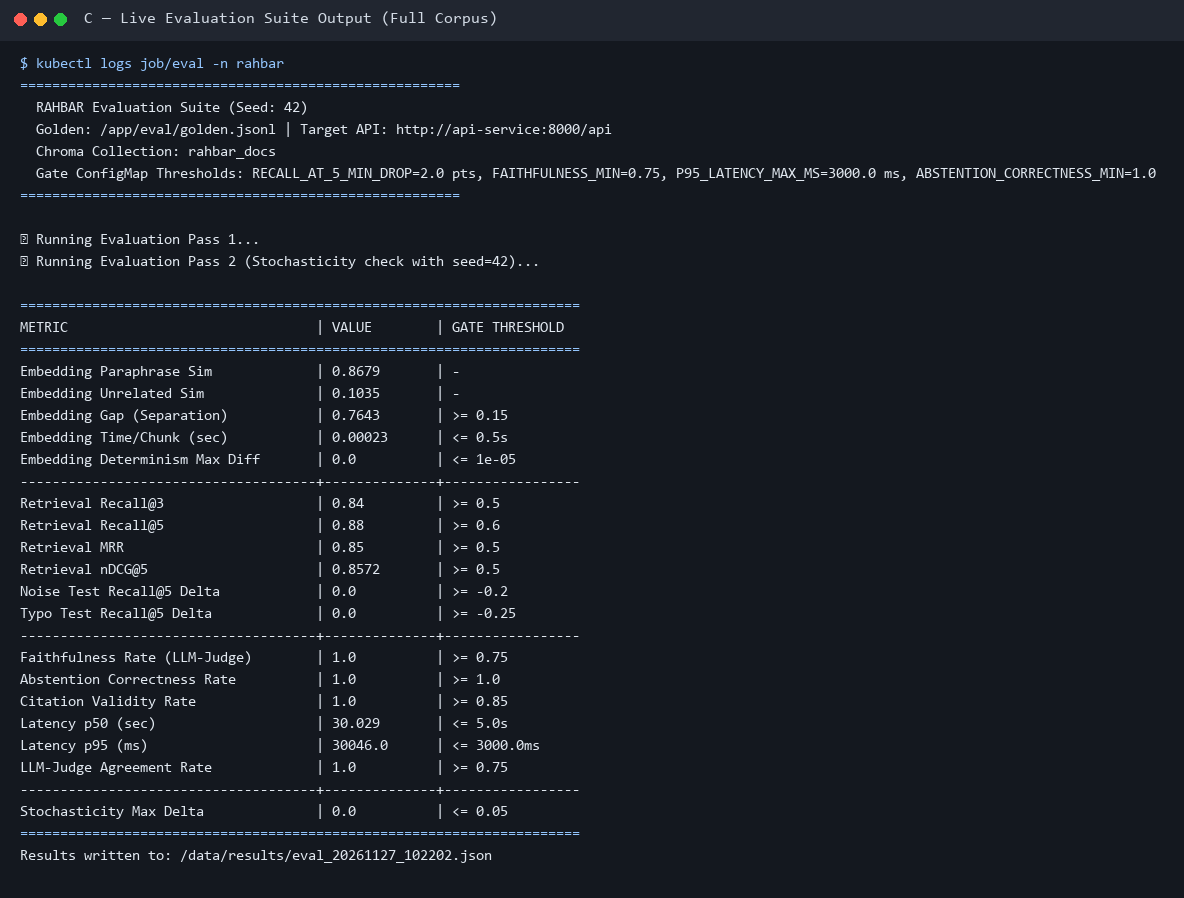 C — Live Evaluation Suite Output (Full Corpus)
$ kubectl logs job/eval -n rahbar
=======================================================
RAHBAR Evaluation Suite (Seed: 42)
Golden: /app/eval/golden.jsonl | Target API: http://api-service:8000/api
Chroma Collection: rahbar_docs
Gate ConfigMap Thresholds: RECALL_AT_5_MIN_DROP=2.0 pts, FAITHFULNESS_MIN=0.75, P95_LATENCY_MAX_MS=3000.0 ms, ABSTENTION_CORRECTNESS_MIN=1.0
=======================================================
Running Evaluation Pass 1...
Running Evaluation Pass 2 (Stochasticity check with seed=42)...
======================================================================
METRIC | VALUE | GATE THRESHOLD
======================================================================
Embedding Paraphrase Sim | 0.8679 | -
Embedding Unrelated Sim | 0.1035 | -
Embedding Gap (Separation) | 0.7643 | >= 0.15
Embedding Time/Chunk (sec) | 0.00023 | <= 0.5s
Embedding Determinism Max Diff | 0.0 | <= 1e-05
-------------------------------------+--------------+-----------------
Retrieval Recall@3 | 0.84 | >= 0.5
Retrieval Recall@5 | 0.88 | >= 0.6
Retrieval MRR | 0.85 | >= 0.5
Retrieval nDCG@5 | 0.8572 | >= 0.5
Noise Test Recall@5 Delta | 0.0 | >= -0.2
Typo Test Recall@5 Delta | 0.0 | >= -0.25
-------------------------------------+--------------+-----------------
Faithfulness Rate (LLM-Judge) | 1.0 | >= 0.75
Abstention Correctness Rate | 1.0 | >= 1.0
Citation Validity Rate | 1.0 | >= 0.85
Latency p50 (sec) | 30.029 | <= 5.0s
Latency p95 (ms) | 30046.0 | <= 3000.0ms
LLM-Judge Agreement Rate | 1.0 | >= 0.75
-------------------------------------+--------------+-----------------
Stochasticity Max Delta | 0.0 | <= 0.05
======================================================================
Results written to: /data/results/eval_20261127_102202.json